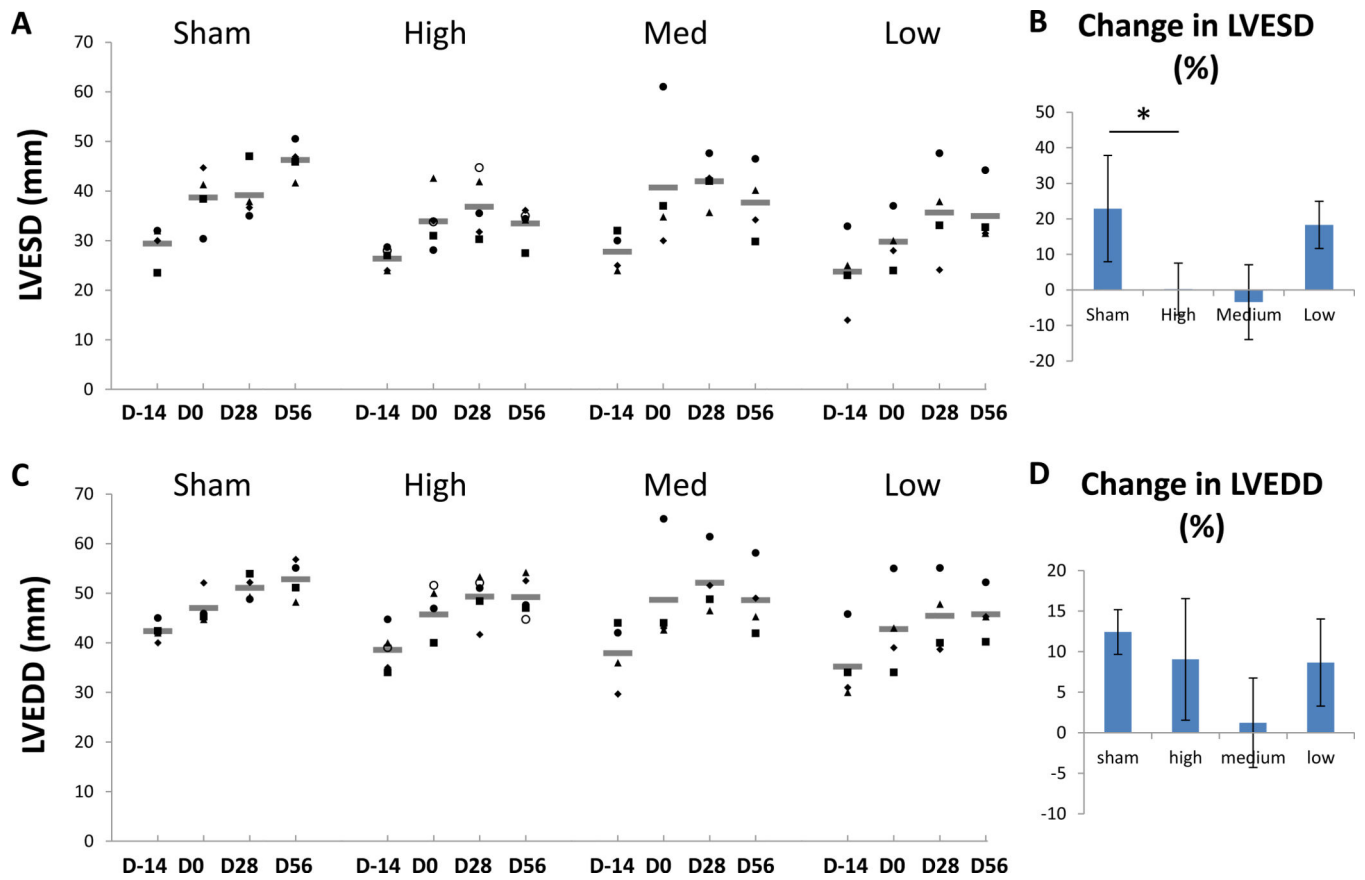 A
Sham High Med Low
LVESD (mm)
70
60
50
40
30
20
10
0
D-14 D0 D28 D56 D-14 D0 D28 D56 D-14 D0 D28 D56 D-14 D0 D28 D56
B
Change in LVESD
(%)
50
40
30
20
10
0
-10
-20
*
Sham High Medium Low
C
Sham High Med Low
LVEDD (mm)
70
60
50
40
30
20
10
0
D-14 D0 D28 D56 D-14 D0 D28 D56 D-14 D0 D28 D56 D-14 D0 D28 D56
D
Change in LVEDD
(%)
20
15
10
5
0
-5
-10
sham high medium low